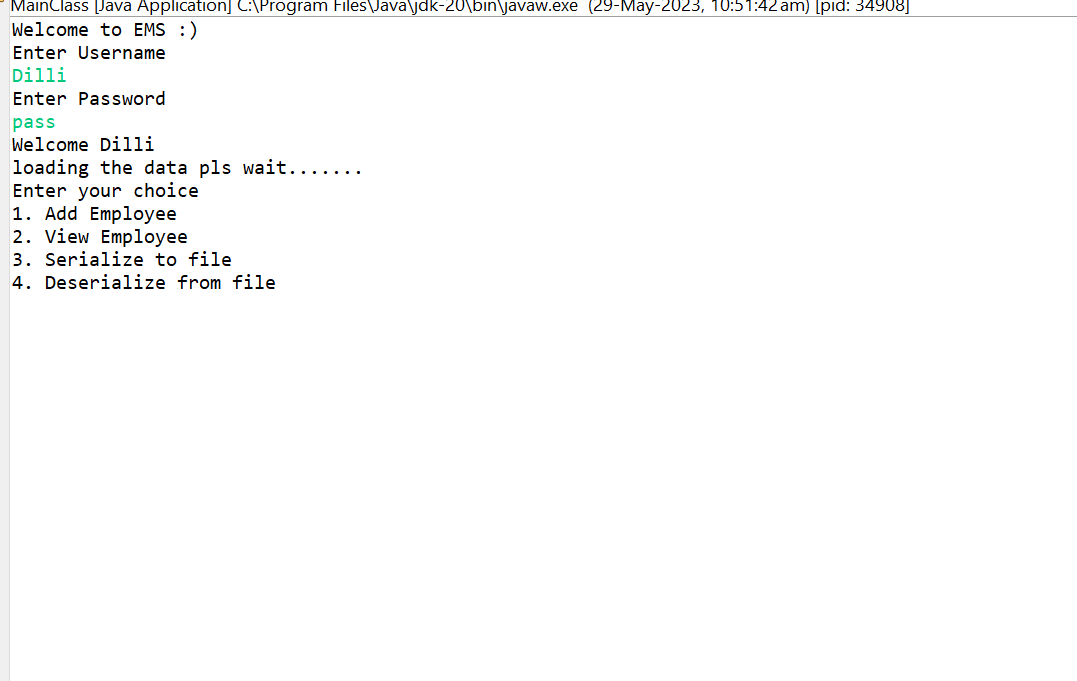 MainClass [Java Application] C:\Program Files\Java\jdk-20\bin\javaw.exe (29-May-2023, 10:51:42 am) [pid: 34908]
Welcome to EMS :)
Enter Username
Dilli
Enter Password
pass
Welcome Dilli
loading the data pls wait.......
Enter your choice
1. Add Employee
2. View Employee
3. Serialize to file
4. Deserialize from file